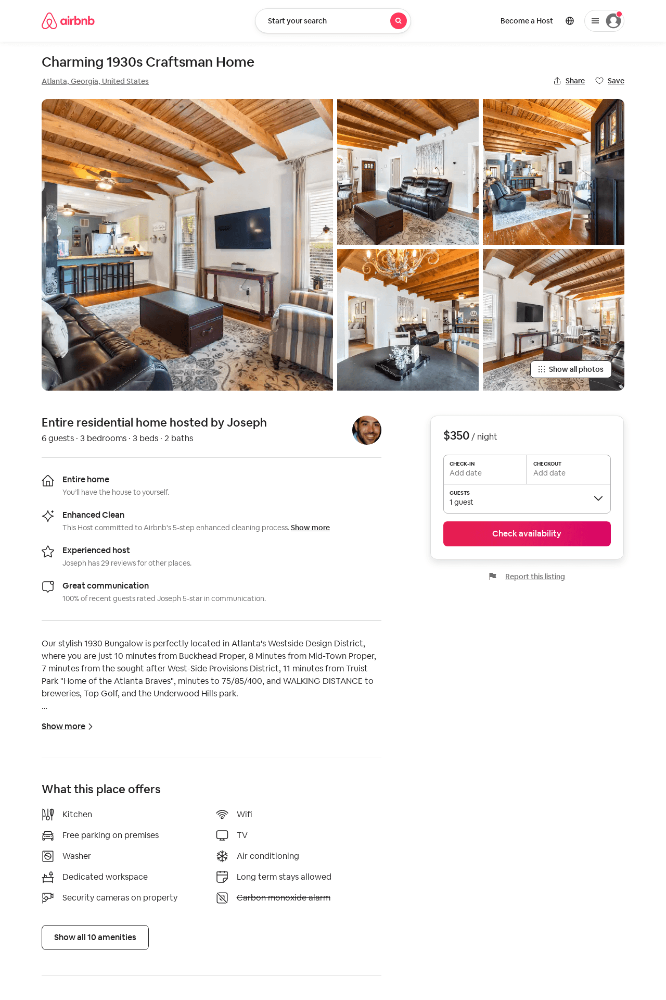 airbnb
Start your search
Become a Host
Charming 1930s Craftsman Home
Atlanta, Georgia, United States
Share
Save
Show all photos
Entire residential home hosted by Joseph
6 guests · 3 bedrooms · 3 beds · 2 baths
Entire home
You’ll have the house to yourself.
Enhanced Clean
This Host committed to Airbnb's 5-step enhanced cleaning process. Show more
Experienced host
Joseph has 29 reviews for other places.
Great communication
100% of recent guests rated Joseph 5-star in communication.
$350 / night
CHECK-IN
Add date
CHECKOUT
Add date
GUESTS
1 guest
Check availability
Report this listing
Our stylish 1930 Bungalow is perfectly located in Atlanta's Westside Design District,
where you are just 10 minutes from Buckhead Proper, 8 Minutes from Mid-Town Proper,
7 minutes from the sought after West-Side Provisions District, 11 minutes from Truist
Park "Home of the Atlanta Braves", minutes to 75/85/400, and WALKING DISTANCE to
breweries, Top Golf, and the Underwood Hills park.
...
Show more
What this place offers
Kitchen
Wifi
Free parking on premises
TV
Washer
Air conditioning
Dedicated workspace
Long term stays allowed
Security cameras on property
Carbon monoxide alarm
Show all 10 amenities